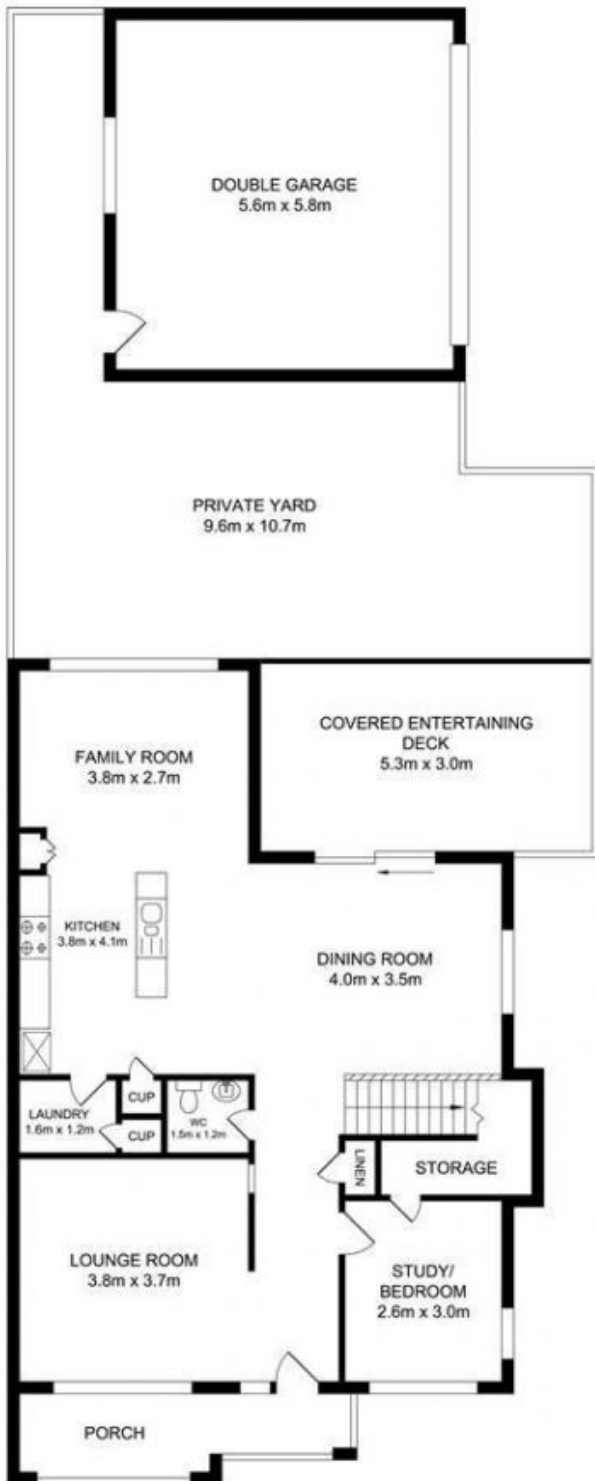 DOUBLE GARAGE
5.6m x 5.8m
PRIVATE YARD
9.6m x 10.7m
COVERED ENTERTAINING
DECK
5.3m x 3.0m
FAMILY ROOM
3.8m x 2.7m
KITCHEN
3.8m x 4.1m
DINING ROOM
4.0m x 3.5m
LAUNDRY
1.6m x 1.2m
CUP
CUP
WC
1.5m x 1.2m
LINEN
STORAGE
LOUNGE ROOM
3.8m x 3.7m
STUDY/
BEDROOM
2.6m x 3.0m
PORCH